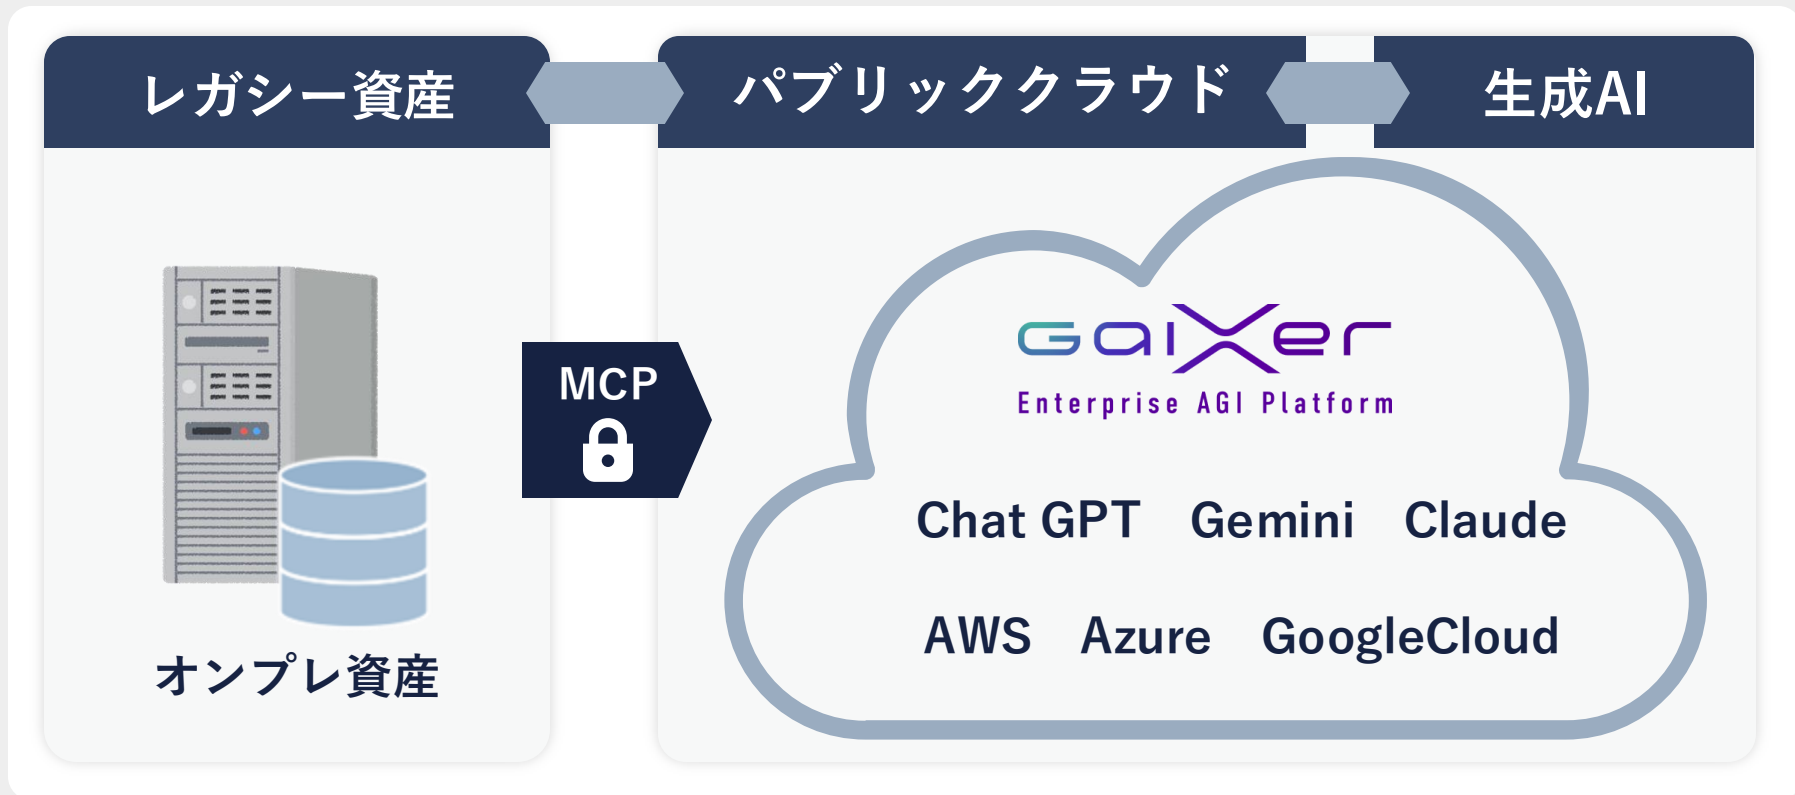 レガシー資産
パブリッククラウド
生成AI
MCP
オンプレ資産
GaiXer
Enterprise AGI Platform
Chat GPT Gemini Claude
AWS Azure GoogleCloud